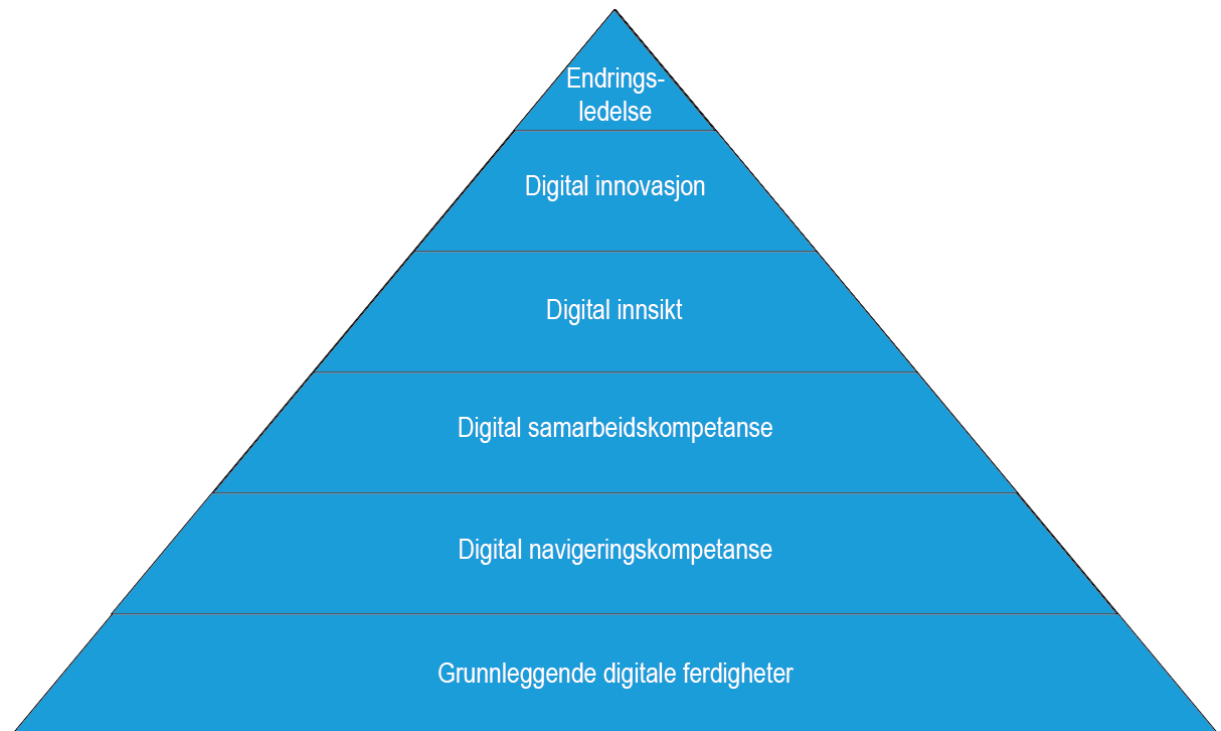 Endrings-
ledelse
Digital innovasjon
Digital innsikt
Digital samarbeidskompetanse
Digital navigeringskompetanse
Grunnleggende digitale ferdigheter